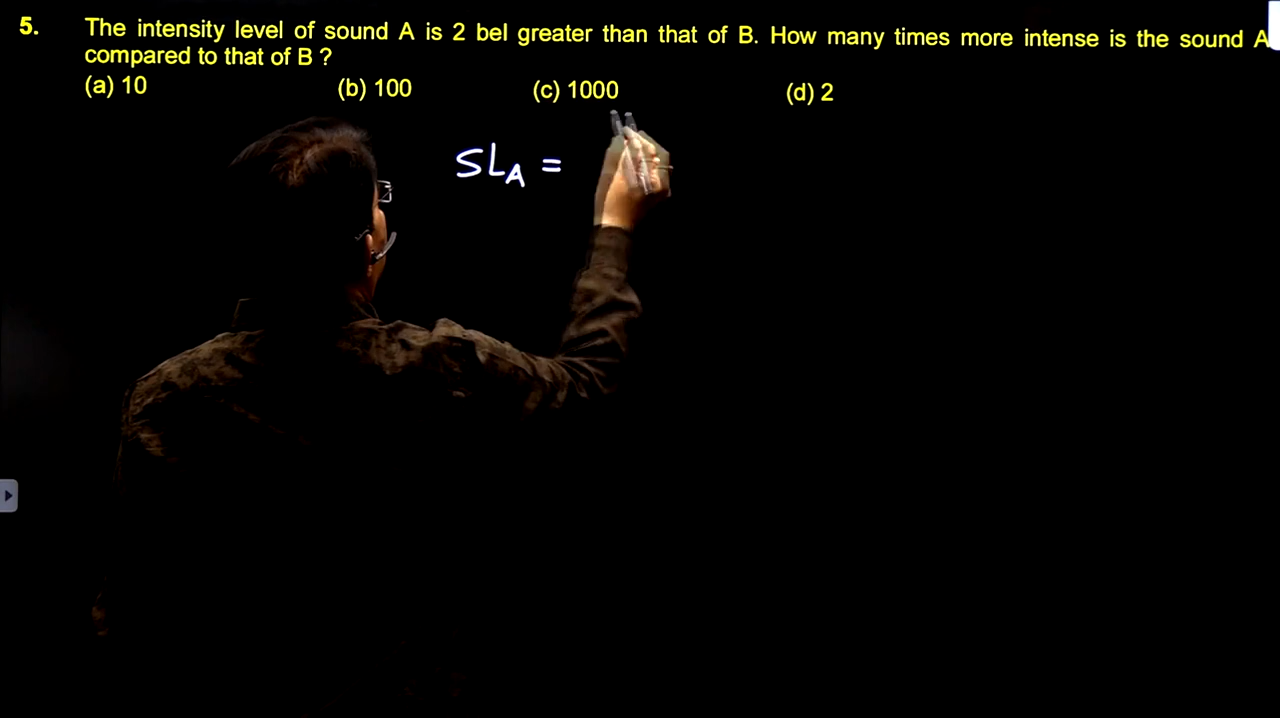 5. The intensity level of sound A is 2 bel greater than that of B. How many times more intense is the sound A
compared to that of B ?
(a) 10 (b) 100 (c) 1000 (d) 2
SLA =